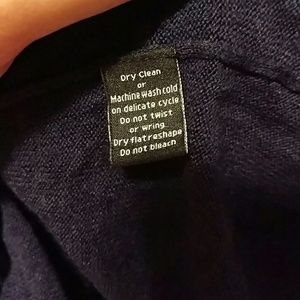 Dry Clean
or
Machine wash cold
on delicate cycle
Do not twist
or wring
Dry flat reshape
Do not bleach